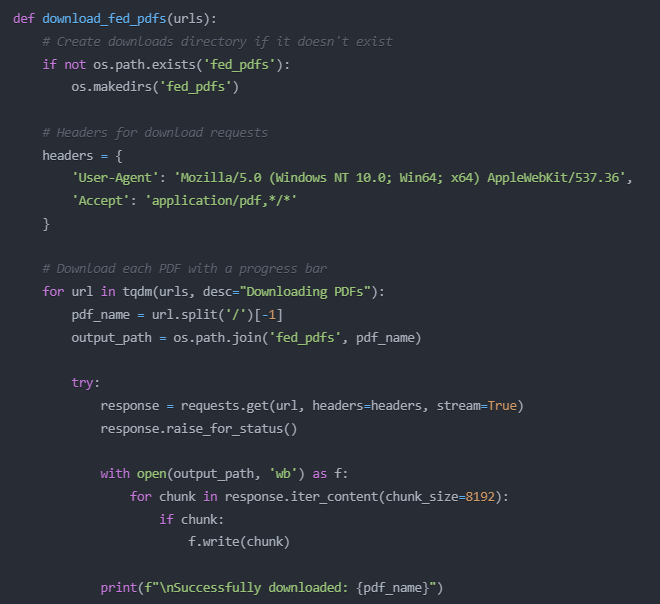 def download_fed_pdfs(urls):
    # Create downloads directory if it doesn't exist
    if not os.path.exists('fed_pdfs'):
        os.makedirs('fed_pdfs')

    # Headers for download requests
    headers = {
        'User-Agent': 'Mozilla/5.0 (Windows NT 10.0; Win64; x64) AppleWebKit/537.36',
        'Accept': 'application/pdf,*/*'
    }

    # Download each PDF with a progress bar
    for url in tqdm(urls, desc="Downloading PDFs"):
        pdf_name = url.split('/')[-1]
        output_path = os.path.join('fed_pdfs', pdf_name)

        try:
            response = requests.get(url, headers=headers, stream=True)
            response.raise_for_status()

            with open(output_path, 'wb') as f:
                for chunk in response.iter_content(chunk_size=8192):
                    if chunk:
                        f.write(chunk)

            print(f"\nSuccessfully downloaded: {pdf_name}")